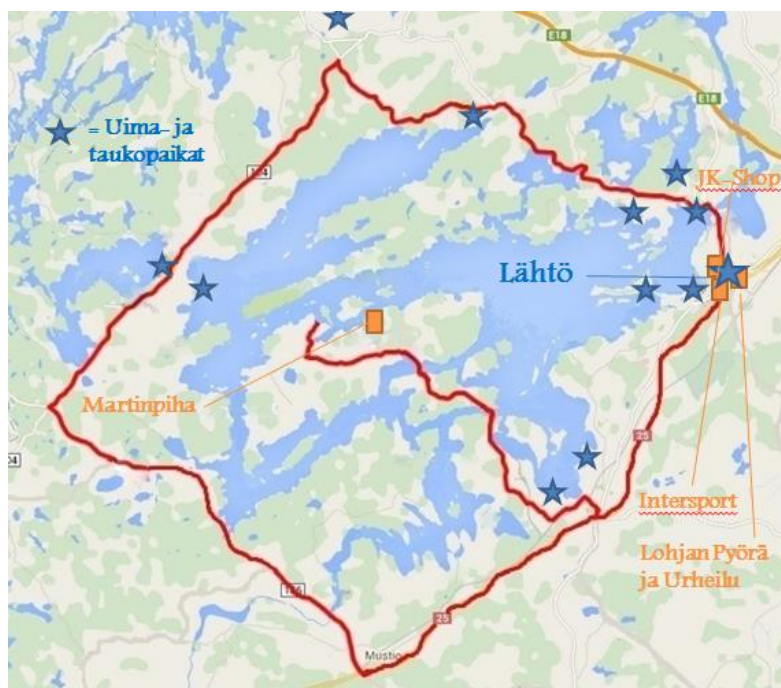 E18
= Uima- ja
taukopaikat
E18
JK-Shop
Lähtö
Martinpiha
25
Intersport
Lohjan Pyörä
ja Urheilu
25
Mustio